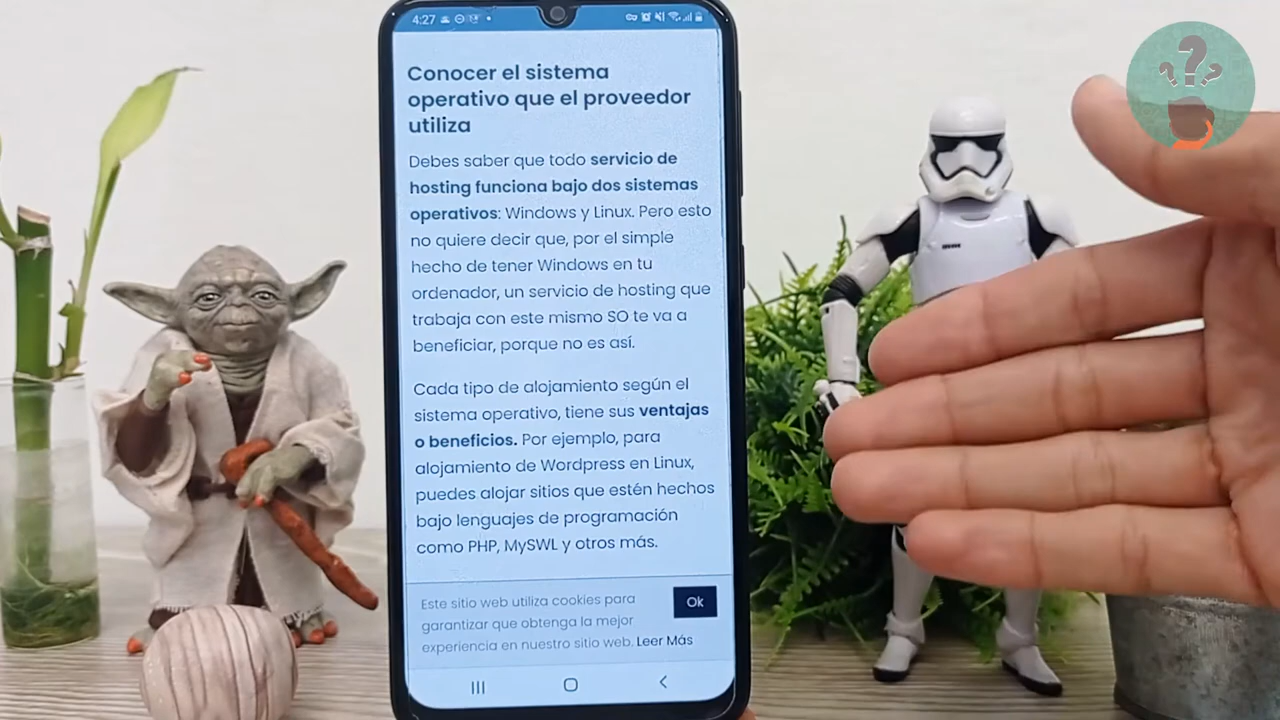 4:27
Conocer el sistema
operativo que el proveedor
utiliza
Debes saber que todo servicio de
hosting funciona bajo dos sistemas
operativos: Windows y Linux. Pero esto
no quiere decir que, por el simple
hecho de tener Windows en tu
ordenador, un servicio de hosting que
trabaja con este mismo SO te va a
beneficiar, porque no es así.
Cada tipo de alojamiento según el
sistema operativo, tiene sus ventajas
o beneficios. Por ejemplo, para
alojamiento de Wordpress en Linux,
puedes alojar sitios que estén hechos
bajo lenguajes de programación
como PHP, MySWL y otros más.
Este sitio web utiliza cookies para
garantizar que obtenga la mejor
experiencia en nuestro sitio web. Leer Más
Ok